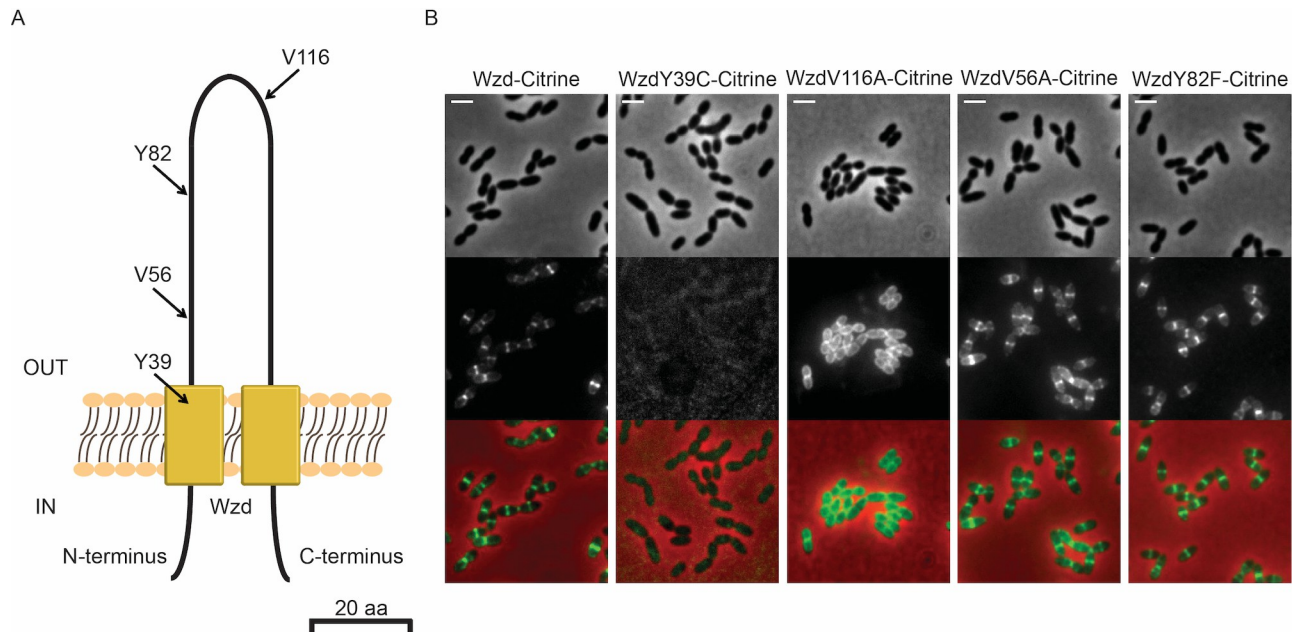 A
V116
Y82
V56
Y39
OUT
IN
Wzd
N-terminus
C-terminus
20 aa
B
Wzd-Citrine
WzdY39C-Citrine
WzdV116A-Citrine
WzdV56A-Citrine
WzdY82F-Citrine